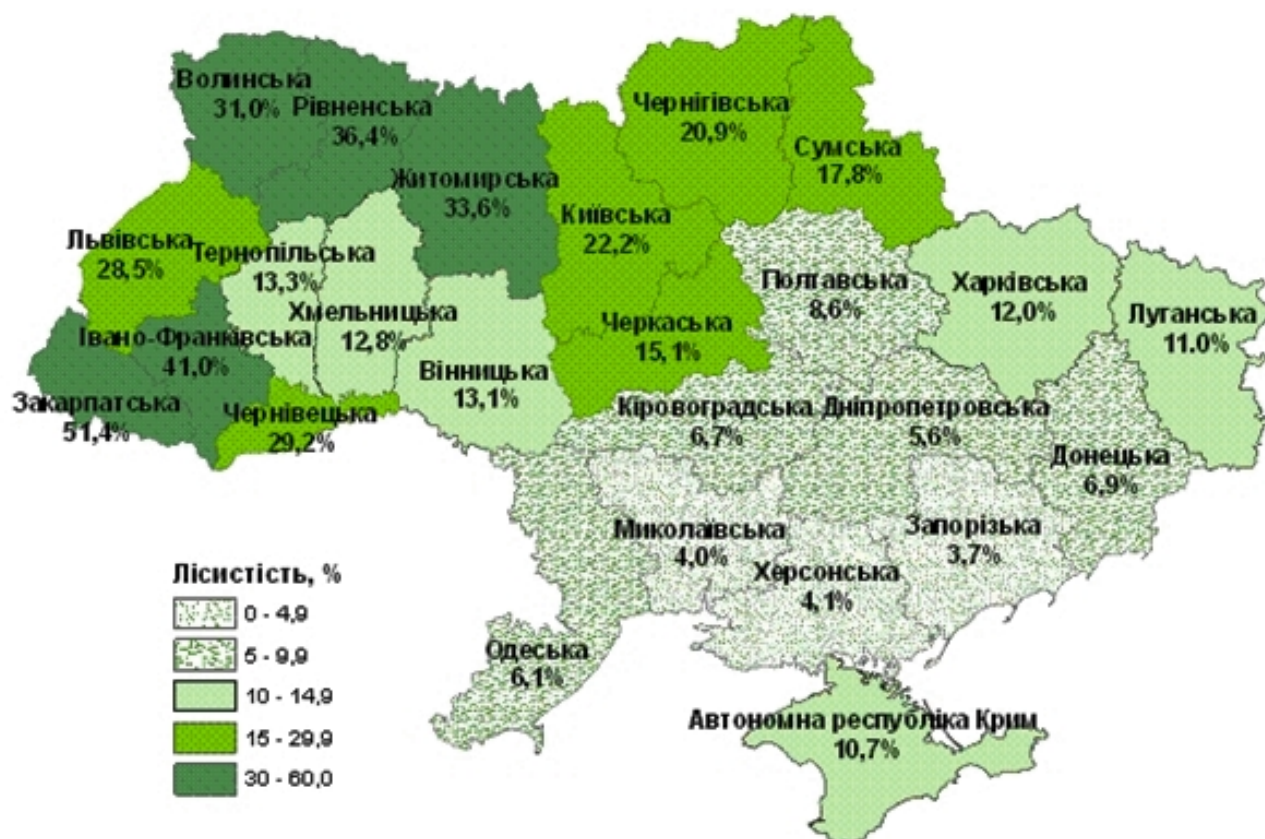 Волинська
31,0%
Рівненська
36,4%
Житомирська
33,6%
Чернігівська
20,9%
Сумська
17,8%
Київська
22,2%
Львівська
28,5%
Тернопільська
13,3%
Хмельницька
12,8%
Івано-Франківська
41,0%
Закарпатська
51,4%
Чернівецька
29,2%
Вінницька
13,1%
Черкаська
15,1%
Полтавська
8,6%
Харківська
12,0%
Луганська
11.0%
Кіровоградська
6,7%
Дніпропетровська
5,6%
Донецька
6,9%
Миколаївська
4,0%
Херсонська
4,1%
Запорізька
3,7%
Одеська
6,1%
Автономна республіка Крим
10,7%
Лісистість, %
0 - 4,9
5 - 9,9
10 - 14,9
15 - 29,9
30 - 60,0